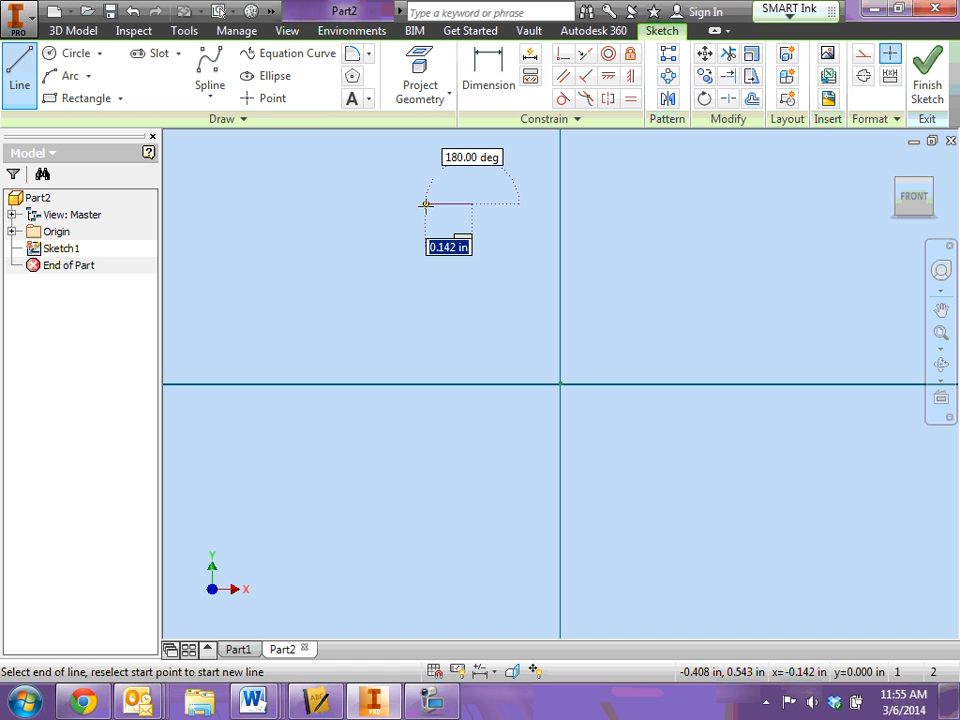 Part2
Type a keyword or phrase
Sign In
SMART Ink
PRO
3D Model
Inspect
Tools
Manage
View
Environments
BIM
Get Started
Vault
Autodesk 360
Sketch
Line
Circle
Arc
Rectangle
Slot
Spline
Equation Curve
Ellipse
Point
A
Project
Geometry
Dimension
Finish
Sketch
Draw
Constrain
Pattern
Modify
Layout
Insert
Format
Exit
Model
Part2
View: Master
Origin
Sketch1
End of Part
180.00 deg
0.142 in
FRONT
Y
X
Part1
Part2
Select end of line, reselect start point to start new line
-0.408 in, 0.543 in
x=-0.142 in
y=0.000 in
1
2
PRO
11:55 AM
3/6/2014